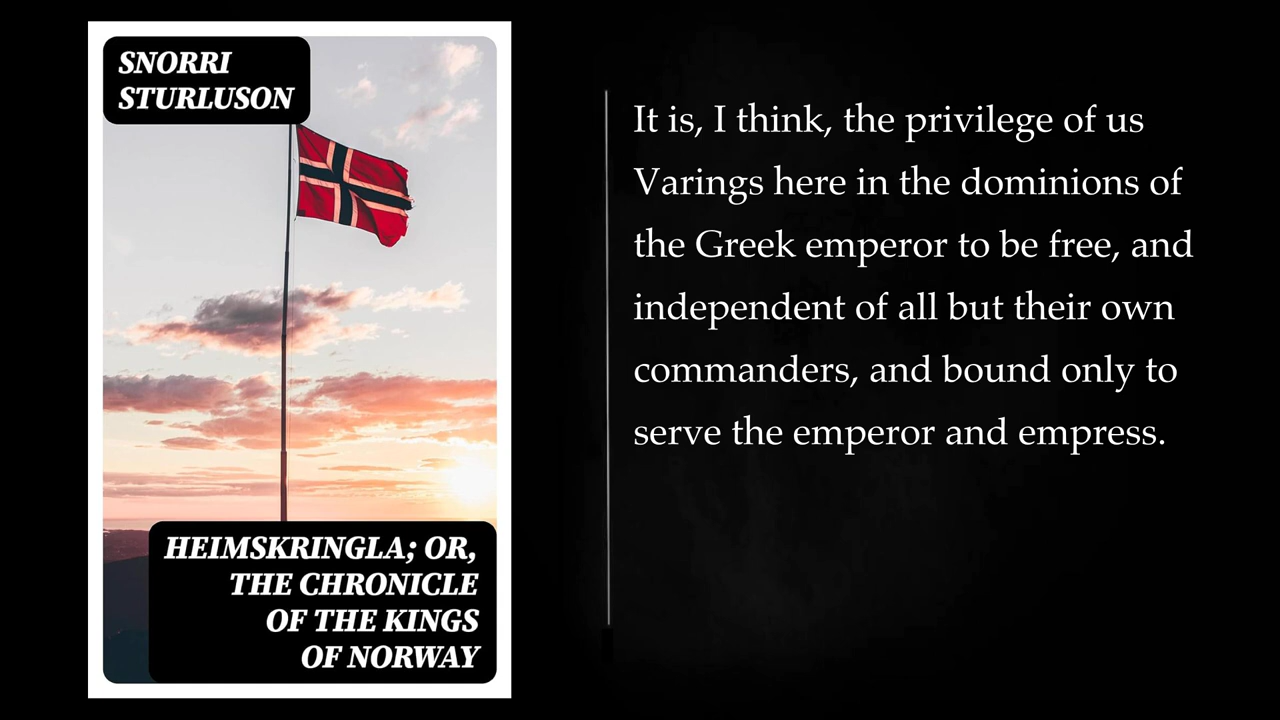 SNORRI
STURLUSON
HEIMSKRINGLA; OR,
THE CHRONICLE
OF THE KINGS
OF NORWAY
It is, I think, the privilege of us
Varings here in the dominions of
the Greek emperor to be free, and
independent of all but their own
commanders, and bound only to
serve the emperor and empress.